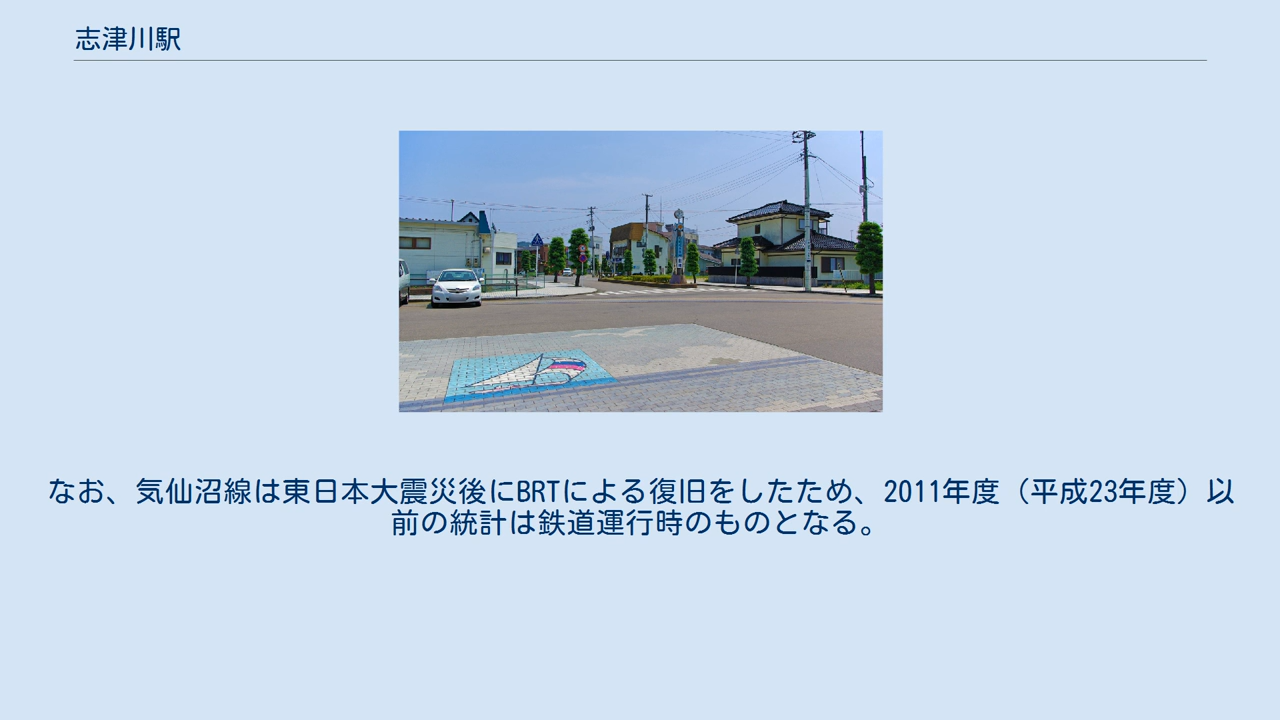 志津川駅
なお、気仙沼線は東日本大震災後にBRTによる復旧をしたため、2011年度（平成23年度）以
前の統計は鉄道運行時のものとなる。